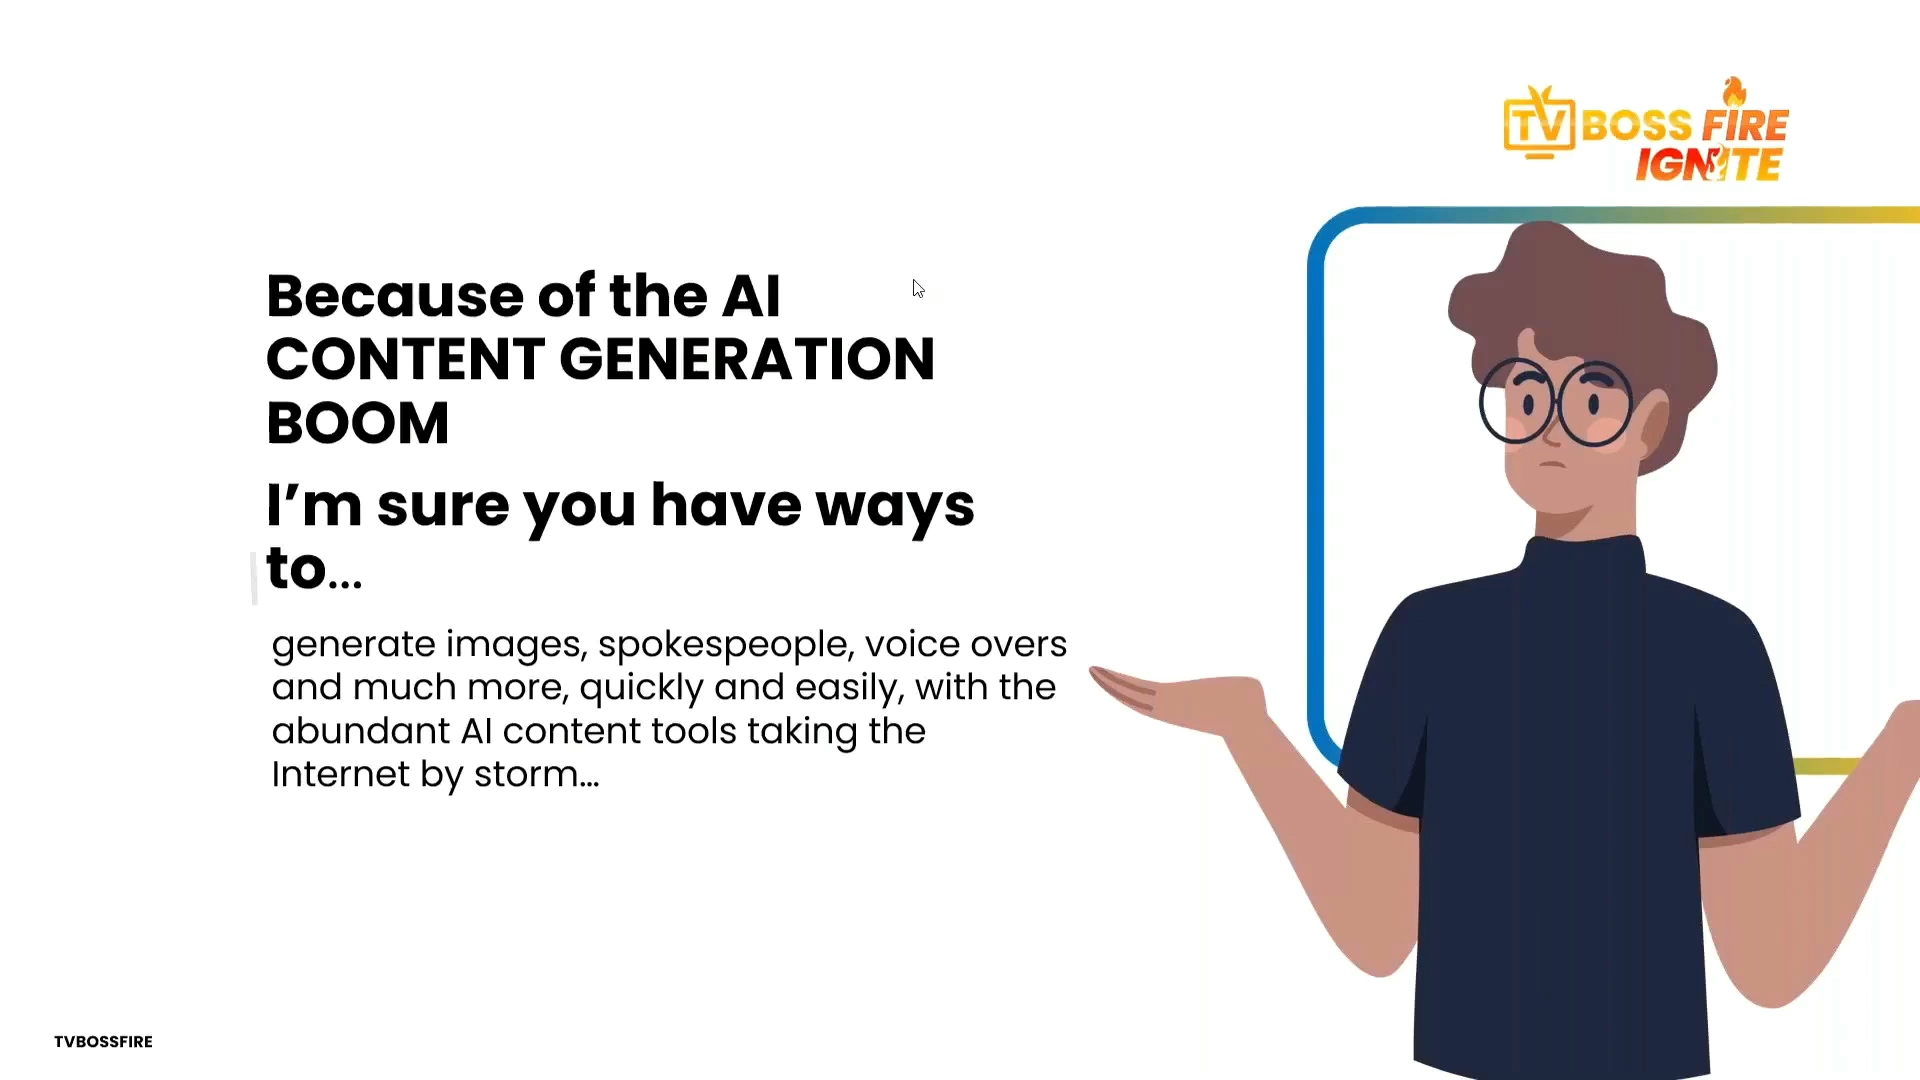 TV BOSS FIRE
IGNITE
Because of the AI
CONTENT GENERATION
BOOM
I’m sure you have ways
to...
generate images, spokespeople, voice overs
and much more, quickly and easily, with the
abundant AI content tools taking the
Internet by storm...
TVBOSSFIRE